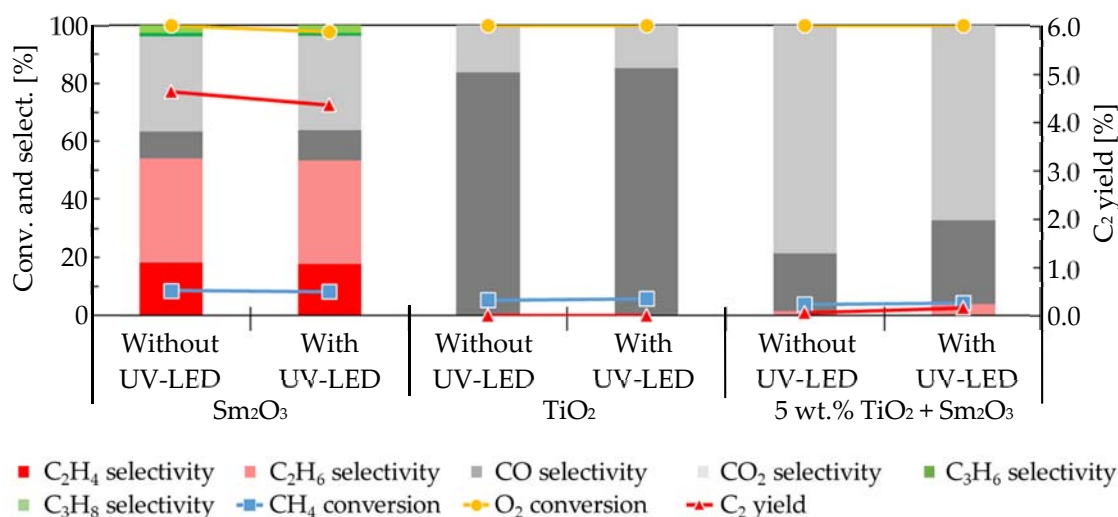 Conv. and select. [%]
100
80
60
40
20
0
6.0
5.0
4.0
3.0
2.0
1.0
0.0
C₂ yield [%]
Without With Without With Without With
UV-LED UV-LED UV-LED UV-LED UV-LED UV-LED
Sm₂O₃ TiO₂ 5 wt.% TiO₂ + Sm₂O₃
C₂H₄ selectivity C₂H₆ selectivity CO selectivity CO₂ selectivity C₃H₆ selectivity
C₃H₈ selectivity CH₄ conversion O₂ conversion C₂ yield